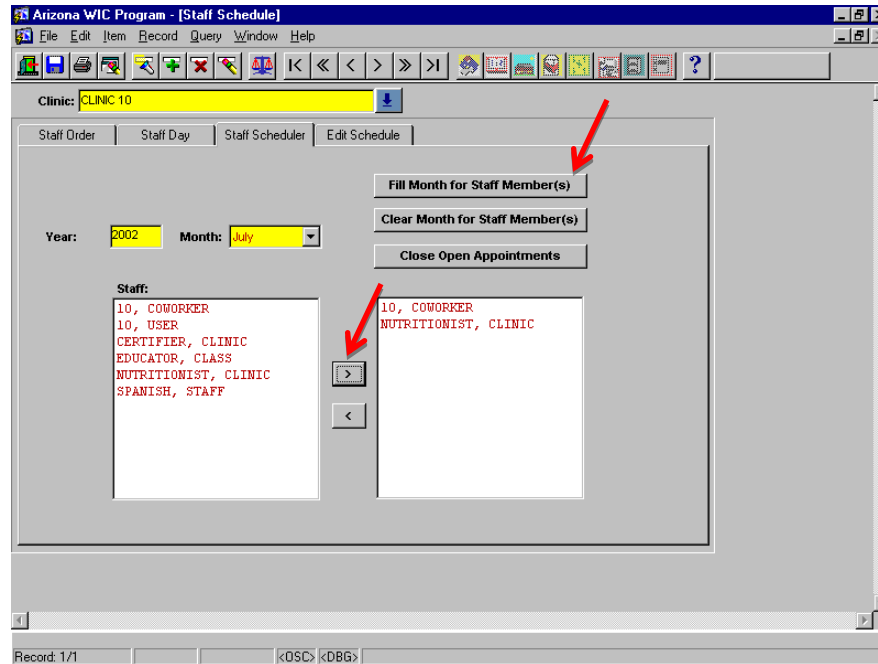 Arizona WIC Program - [Staff Schedule]
File Edit Item Record Query Window Help
Clinic: CLINIC 10
Staff Order Staff Day Staff Scheduler Edit Schedule
Fill Month for Staff Member(s)
Clear Month for Staff Member(s)
Year: 2002 Month: July
Close Open Appointments
Staff:
10, COWORKER
10, USER
CERTIFIER, CLINIC
EDUCATOR, CLASS
NUTRITIONIST, CLINIC
SPANISH, STAFF
10, COWORKER
NUTRITIONIST, CLINIC
>
<
Record: 1/1 <OSC> <DBG>